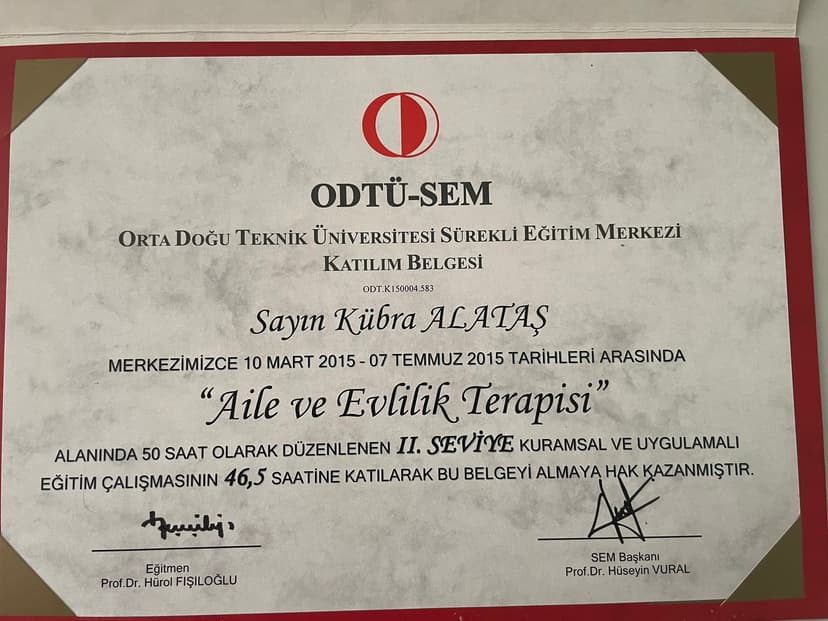 ODTÜ-SEM
ORTA DOĞU TEKNİK ÜNİVERSİTESİ SÜREKLİ EĞİTİM MERKEZİ
KATILIM BELGESİ
ODT.K150004.583
Sayın Kübra ALATAŞ
MERKEZİMİZCE 10 MART 2015 - 07 TEMMUZ 2015 TARİHLERİ ARASINDA
“Aile ve Evlilik Terapisi”
ALANINDA 50 SAAT OLARAK DÜZENLENEN II. SEVİYE KURAMSAL VE UYGULAMALI
EĞİTİM ÇALIŞMASININ 46,5 SAATİNE KATILARAK BU BELGEYİ ALMAYA HAK KAZANMIŞTIR.
Eğitmen
Prof.Dr. Hürol FIŞILOĞLU
SEM Başkanı
Prof.Dr. Hüseyin VURAL